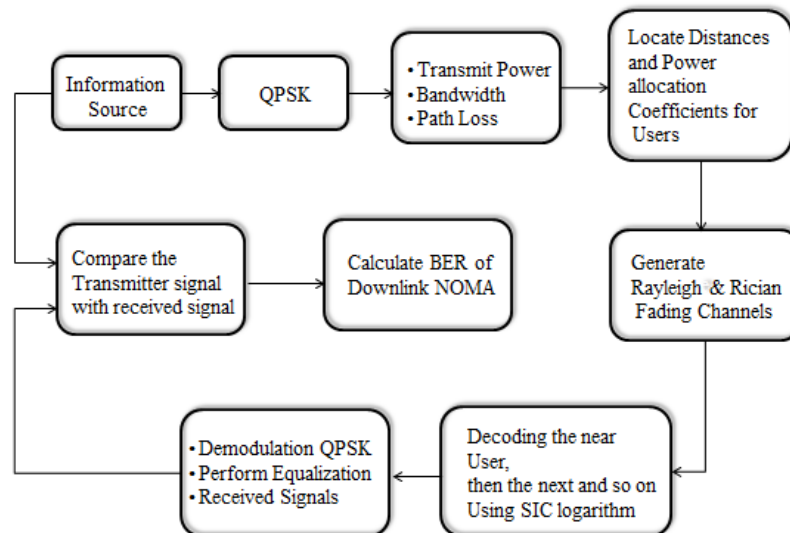 Information
Source
QPSK
• Transmit Power
• Bandwidth
• Path Loss
Locate Distances
and Power
allocation
Coefficients for
Users
Compare the
Transmitter signal
with received signal
Calculate BER of
Downlink NOMA
Generate
Rayleigh & Rician
Fading Channels
• Demodulation QPSK
• Perform Equalization
• Received Signals
Decoding the near
User,
then the next and so on
Using SIC logarithm